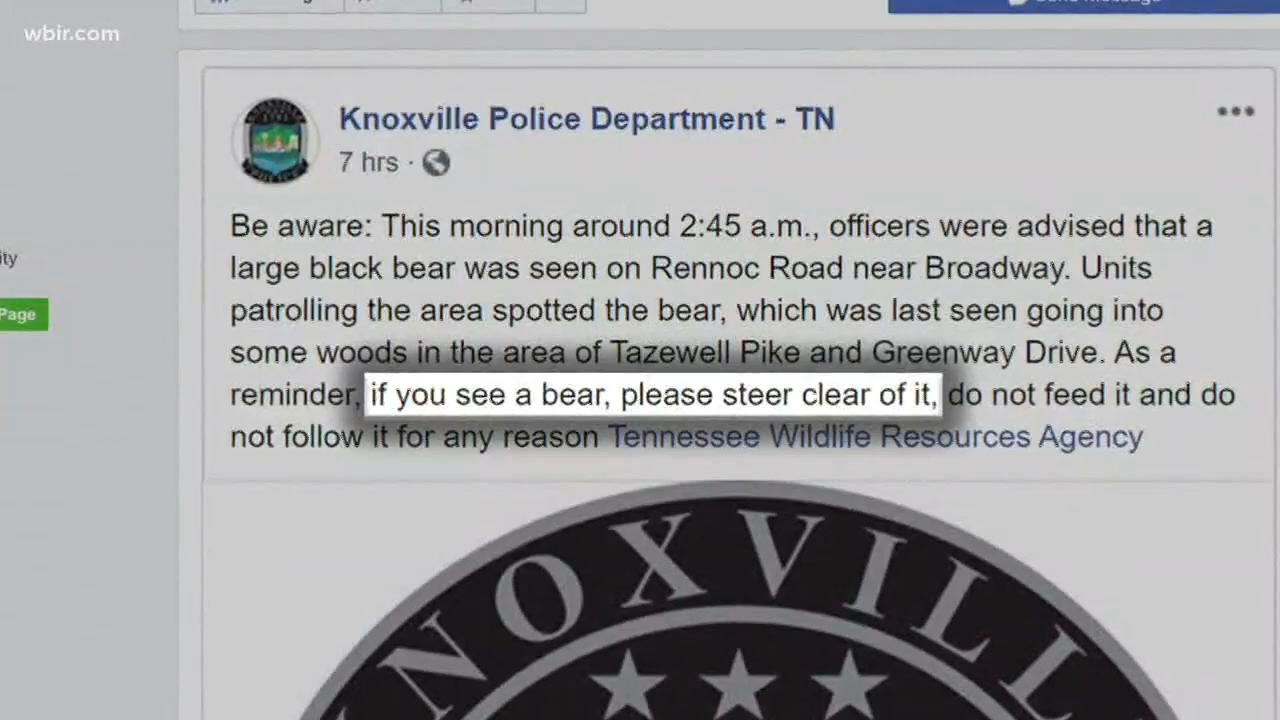 wbir.com
Knoxville Police Department - TN
7 hrs ·
Be aware: This morning around 2:45 a.m., officers were advised that a
large black bear was seen on Rennoc Road near Broadway. Units
patrolling the area spotted the bear, which was last seen going into
some woods in the area of Tazewell Pike and Greenway Drive. As a
reminder, if you see a bear, please steer clear of it, do not feed it and do
not follow it for any reason Tennessee Wildlife Resources Agency
ity
Page
KNOXVILL